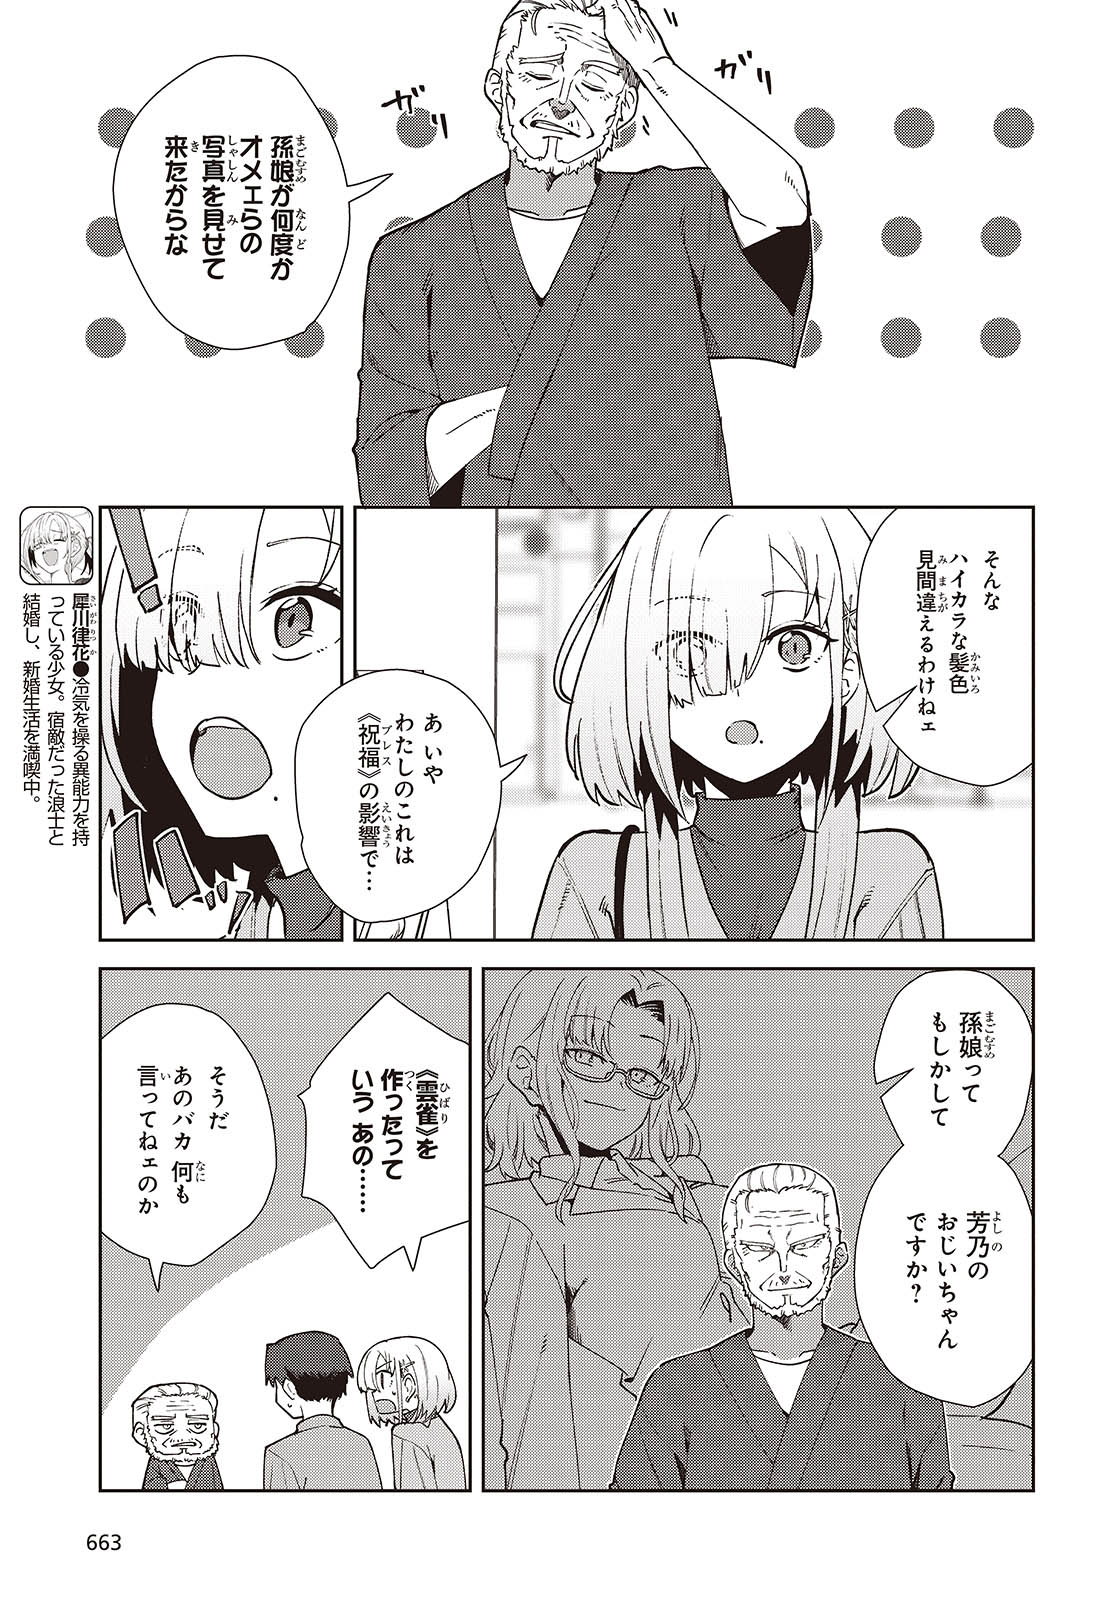 孫娘が何度か
オメェらの
写真を見せて
来たからな
ガリ
ガリ
そんな
ハイカラな髪色
見間違えるわけねェ
あ いや
わたしのこれは
《祝福》の影響で…
犀川律花●冷気を操る異能力を持
っている少女。宿敵だった浪士と
結婚し、新婚生活を満喫中。
孫娘って
もしかして
芳乃の
おじいちゃん
ですか?
《雲雀》を
作ったって
いう あの……
そうだ
あのバカ 何も
言ってねェのか
663